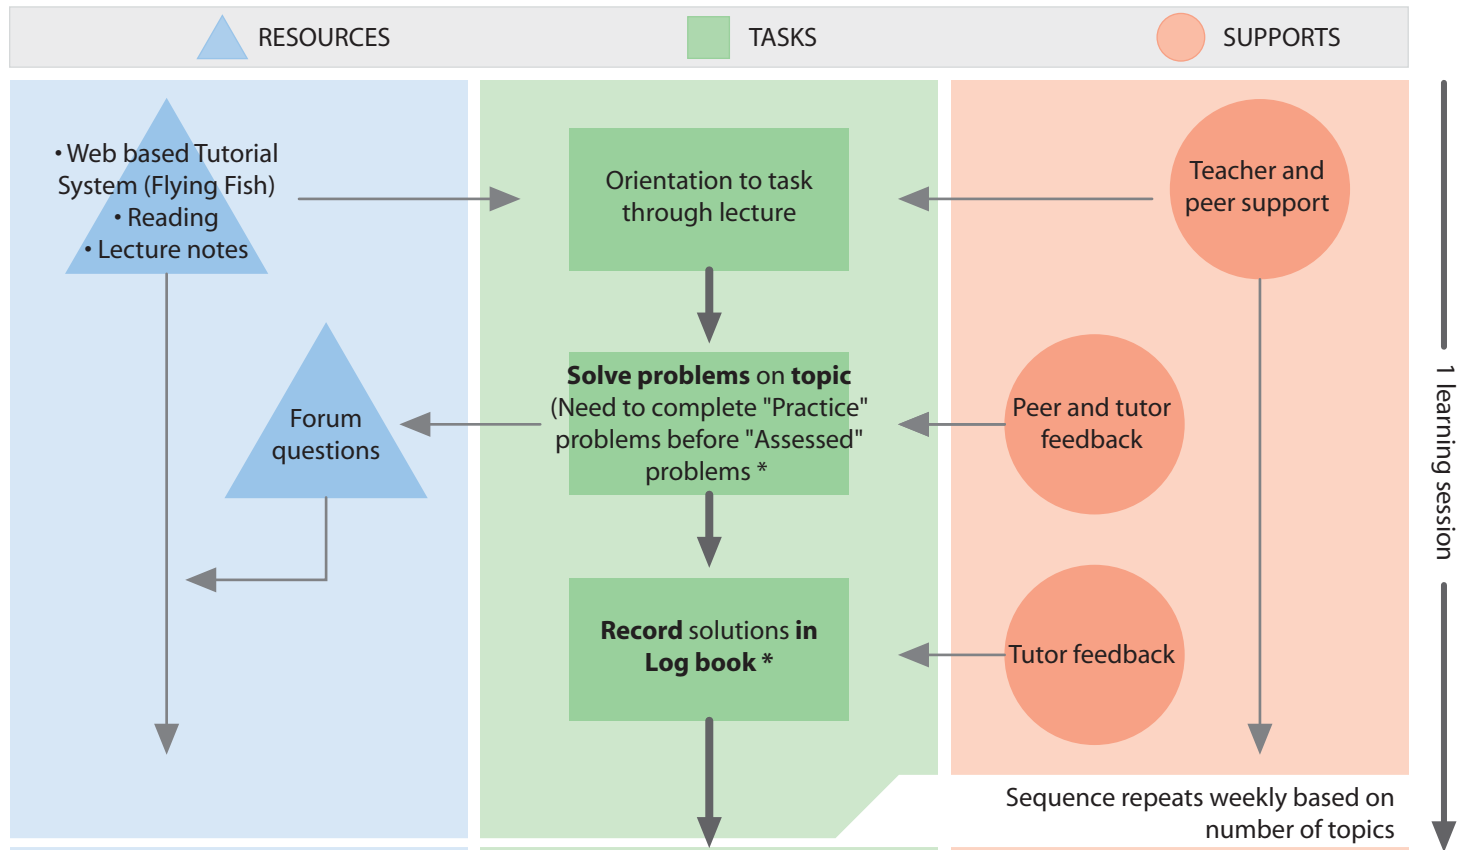 RESOURCES
TASKS
SUPPORTS
• Web based Tutorial
System (Flying Fish)
• Reading
• Lecture notes
Orientation to task
through lecture
Teacher and
peer support
Forum
questions
Solve problems on topic
(Need to complete "Practice"
problems before "Assessed"
problems *
Peer and tutor
feedback
Record solutions in
Log book *
Tutor feedback
1 learning session
Sequence repeats weekly based on
number of topics